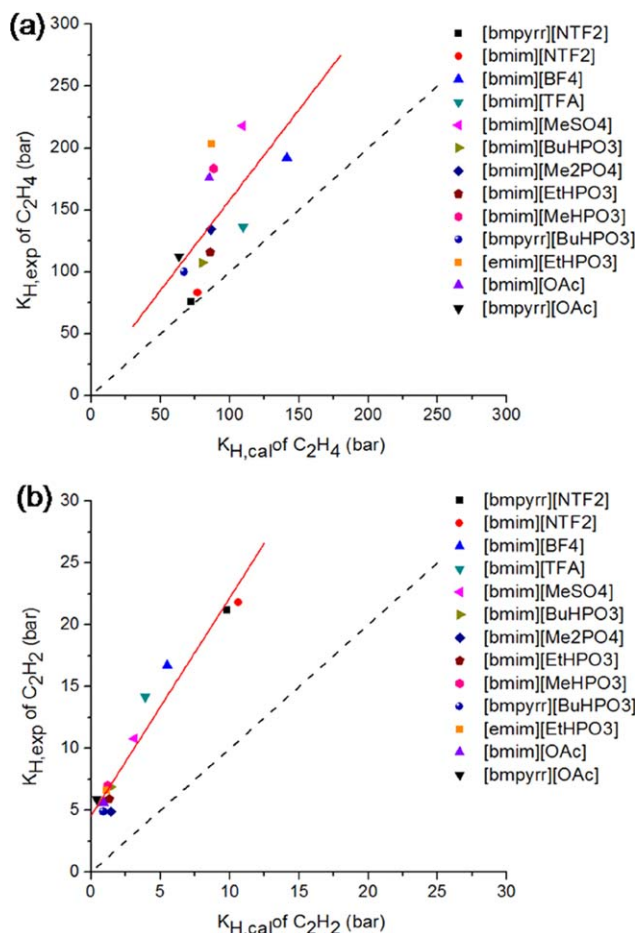 (a)
K_H,exp of C₂H₄ (bar)
300
250
200
150
100
50
0
0 50 100 150 200 250 300
K_H,cal of C₂H₄ (bar)
[bmpyrr][NTF2]
[bmim][NTF2]
[bmim][BF4]
[bmim][TFA]
[bmim][MeSO4]
[bmim][BuHPO3]
[bmim][Me2PO4]
[bmim][EtHPO3]
[bmim][MeHPO3]
[bmpyrr][BuHPO3]
[emim][EtHPO3]
[bmim][OAc]
[bmpyrr][OAc]
(b)
K_H,exp of C₂H₂ (bar)
30
25
20
15
10
5
0
0 5 10 15 20 25 30
K_H,cal of C₂H₂ (bar)
[bmpyrr][NTF2]
[bmim][NTF2]
[bmim][BF4]
[bmim][TFA]
[bmim][MeSO4]
[bmim][BuHPO3]
[bmim][Me2PO4]
[bmim][EtHPO3]
[bmim][MeHPO3]
[bmpyrr][BuHPO3]
[emim][EtHPO3]
[bmim][OAc]
[bmpyrr][OAc]